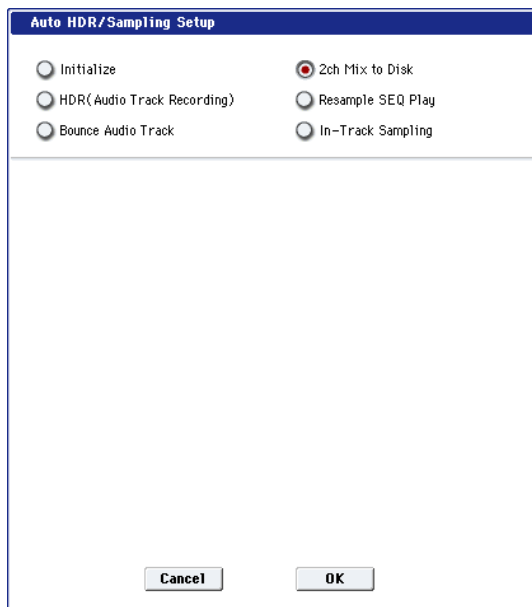 Auto HDR/Sampling Setup
Initialize
2ch Mix to Disk
HDR(Audio Track Recording)
Resample SEQ Play
Bounce Audio Track
In-Track Sampling
Cancel
OK